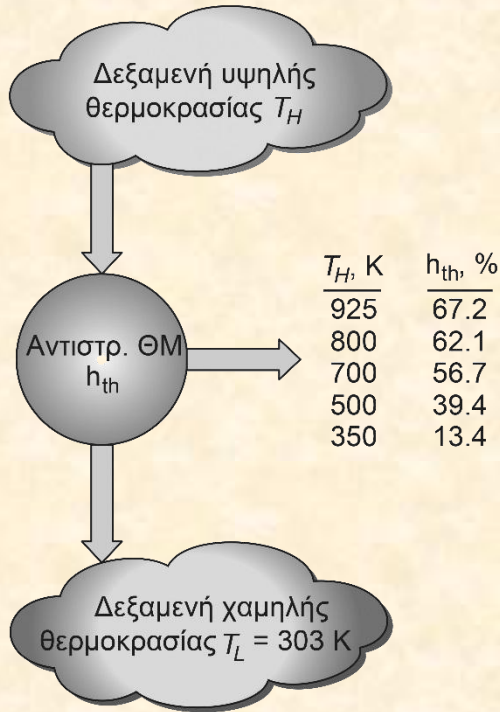 Δεξαμενή υψηλής
θερμοκρασίας T_H
Αντιστρ. ΘΜ
h_th
T_H, K h_th, %
925 67.2
800 62.1
700 56.7
500 39.4
350 13.4
Δεξαμενή χαμηλής
θερμοκρασίας T_L = 303 K